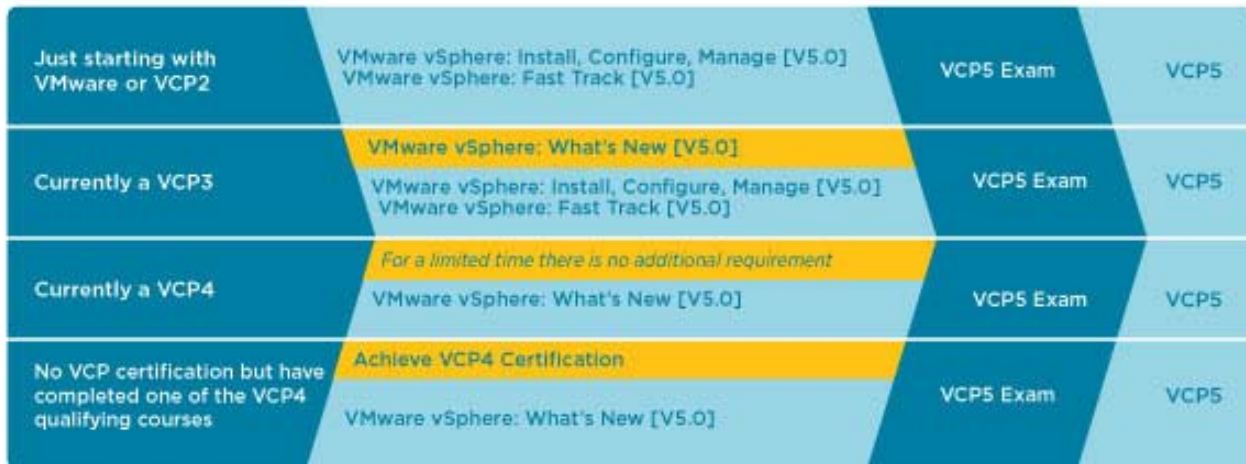 Just starting with
VMware or VCP2
VMware vSphere: Install, Configure, Manage [V5.0]
VMware vSphere: Fast Track [V5.0]
VCP5 Exam
VCP5
Currently a VCP3
VMware vSphere: What's New [V5.0]
VMware vSphere: Install, Configure, Manage [V5.0]
VMware vSphere: Fast Track [V5.0]
VCP5 Exam
VCP5
Currently a VCP4
For a limited time there is no additional requirement
VMware vSphere: What's New [V5.0]
VCP5 Exam
VCP5
No VCP certification but have
completed one of the VCP4
qualifying courses
Achieve VCP4 Certification
VMware vSphere: What's New [V5.0]
VCP5 Exam
VCP5